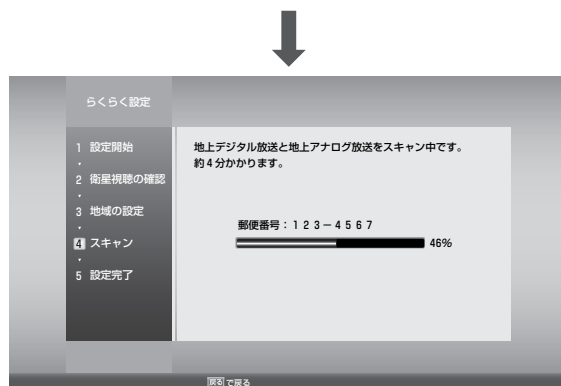 らくらく設定
1 設定開始
・
2 衛星視聴の確認
・
3 地域の設定
・
4 スキャン
・
5 設定完了
地上デジタル放送と地上アナログ放送をスキャン中です。
約4分かかります。
郵便番号：１２３－４５６７
46%
戻る で戻る